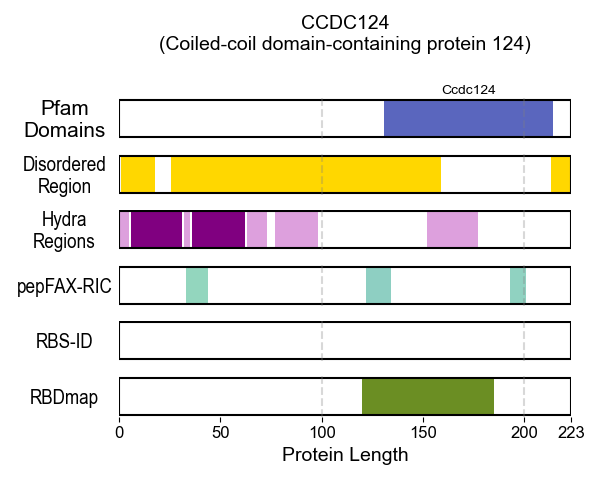 CCDC124
(Coiled-coil domain-containing protein 124)
Ccdc124
Pfam
Domains
Disordered
Region
Hydra
Regions
pepFAX-RIC
RBS-ID
RBDmap
0 50 100 150 200 223
Protein Length